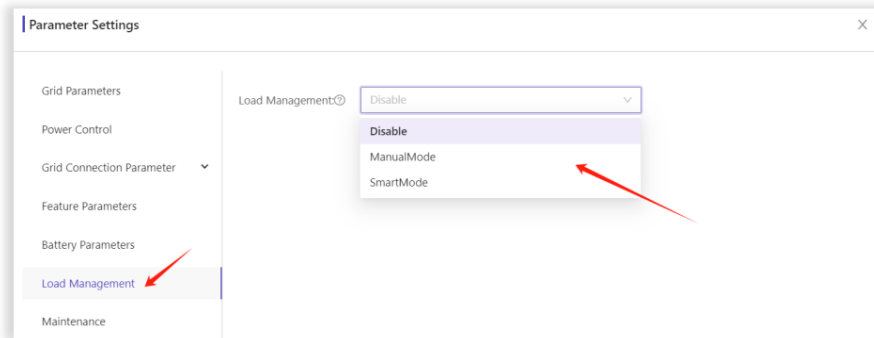 Parameter Settings
Grid Parameters
Power Control
Grid Connection Parameter
Feature Parameters
Battery Parameters
Load Management
Maintenance
Load Management:
Disable
Disable
ManualMode
SmartMode